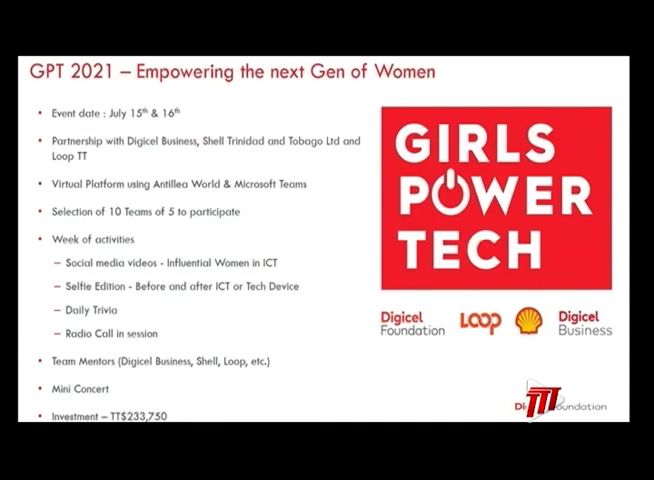 GPT 2021 – Empowering the next Gen of Women
• Event date : July 15th & 16th
• Partnership with Digicel Business, Shell Trinidad and Tobago Ltd and
Loop TT
• Virtual Platform using Antillea World & Microsoft Teams
• Selection of 10 Teams of 5 to participate
• Week of activities
– Social media videos - Influential Women in ICT
– Selfie Edition - Before and after ICT or Tech Device
– Daily Trivia
– Radio Call in session
• Team Mentors (Digicel Business, Shell, Loop, etc.)
• Mini Concert
• Investment – TT$233,750
GIRLS
POWER
TECH
Digicel
Foundation
LOOP
Digicel
Business
TTT